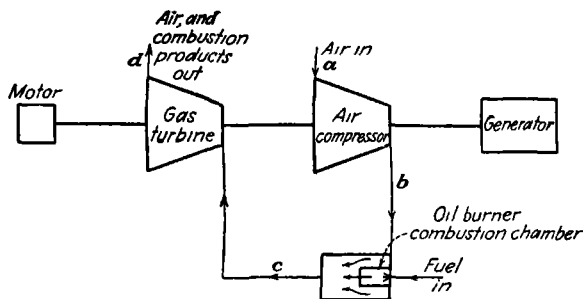 Air, and
combustion
products
out
d
Air in
a
Motor
Gas
turbine
Air
compressor
Generator
b
Oil burner
combustion chamber
c
Fuel
in